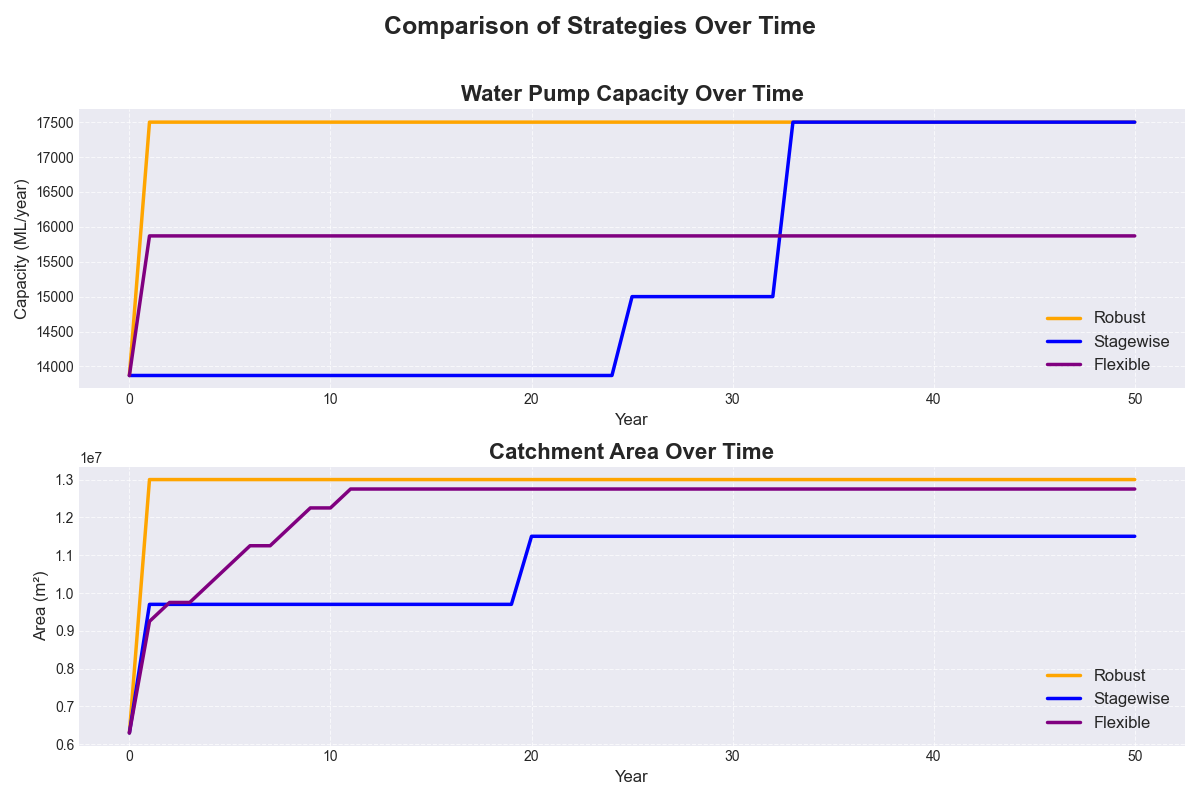 Comparison of Strategies Over Time
Water Pump Capacity Over Time
17500
17000
16500
16000
15500
15000
14500
14000
Capacity (ML/year)
Robust
Stagewise
Flexible
0 10 20 30 40 50
Year
Catchment Area Over Time
1e7
1.3
1.2
1.1
1.0
0.9
0.8
0.7
0.6
Area (m²)
Robust
Stagewise
Flexible
0 10 20 30 40 50
Year